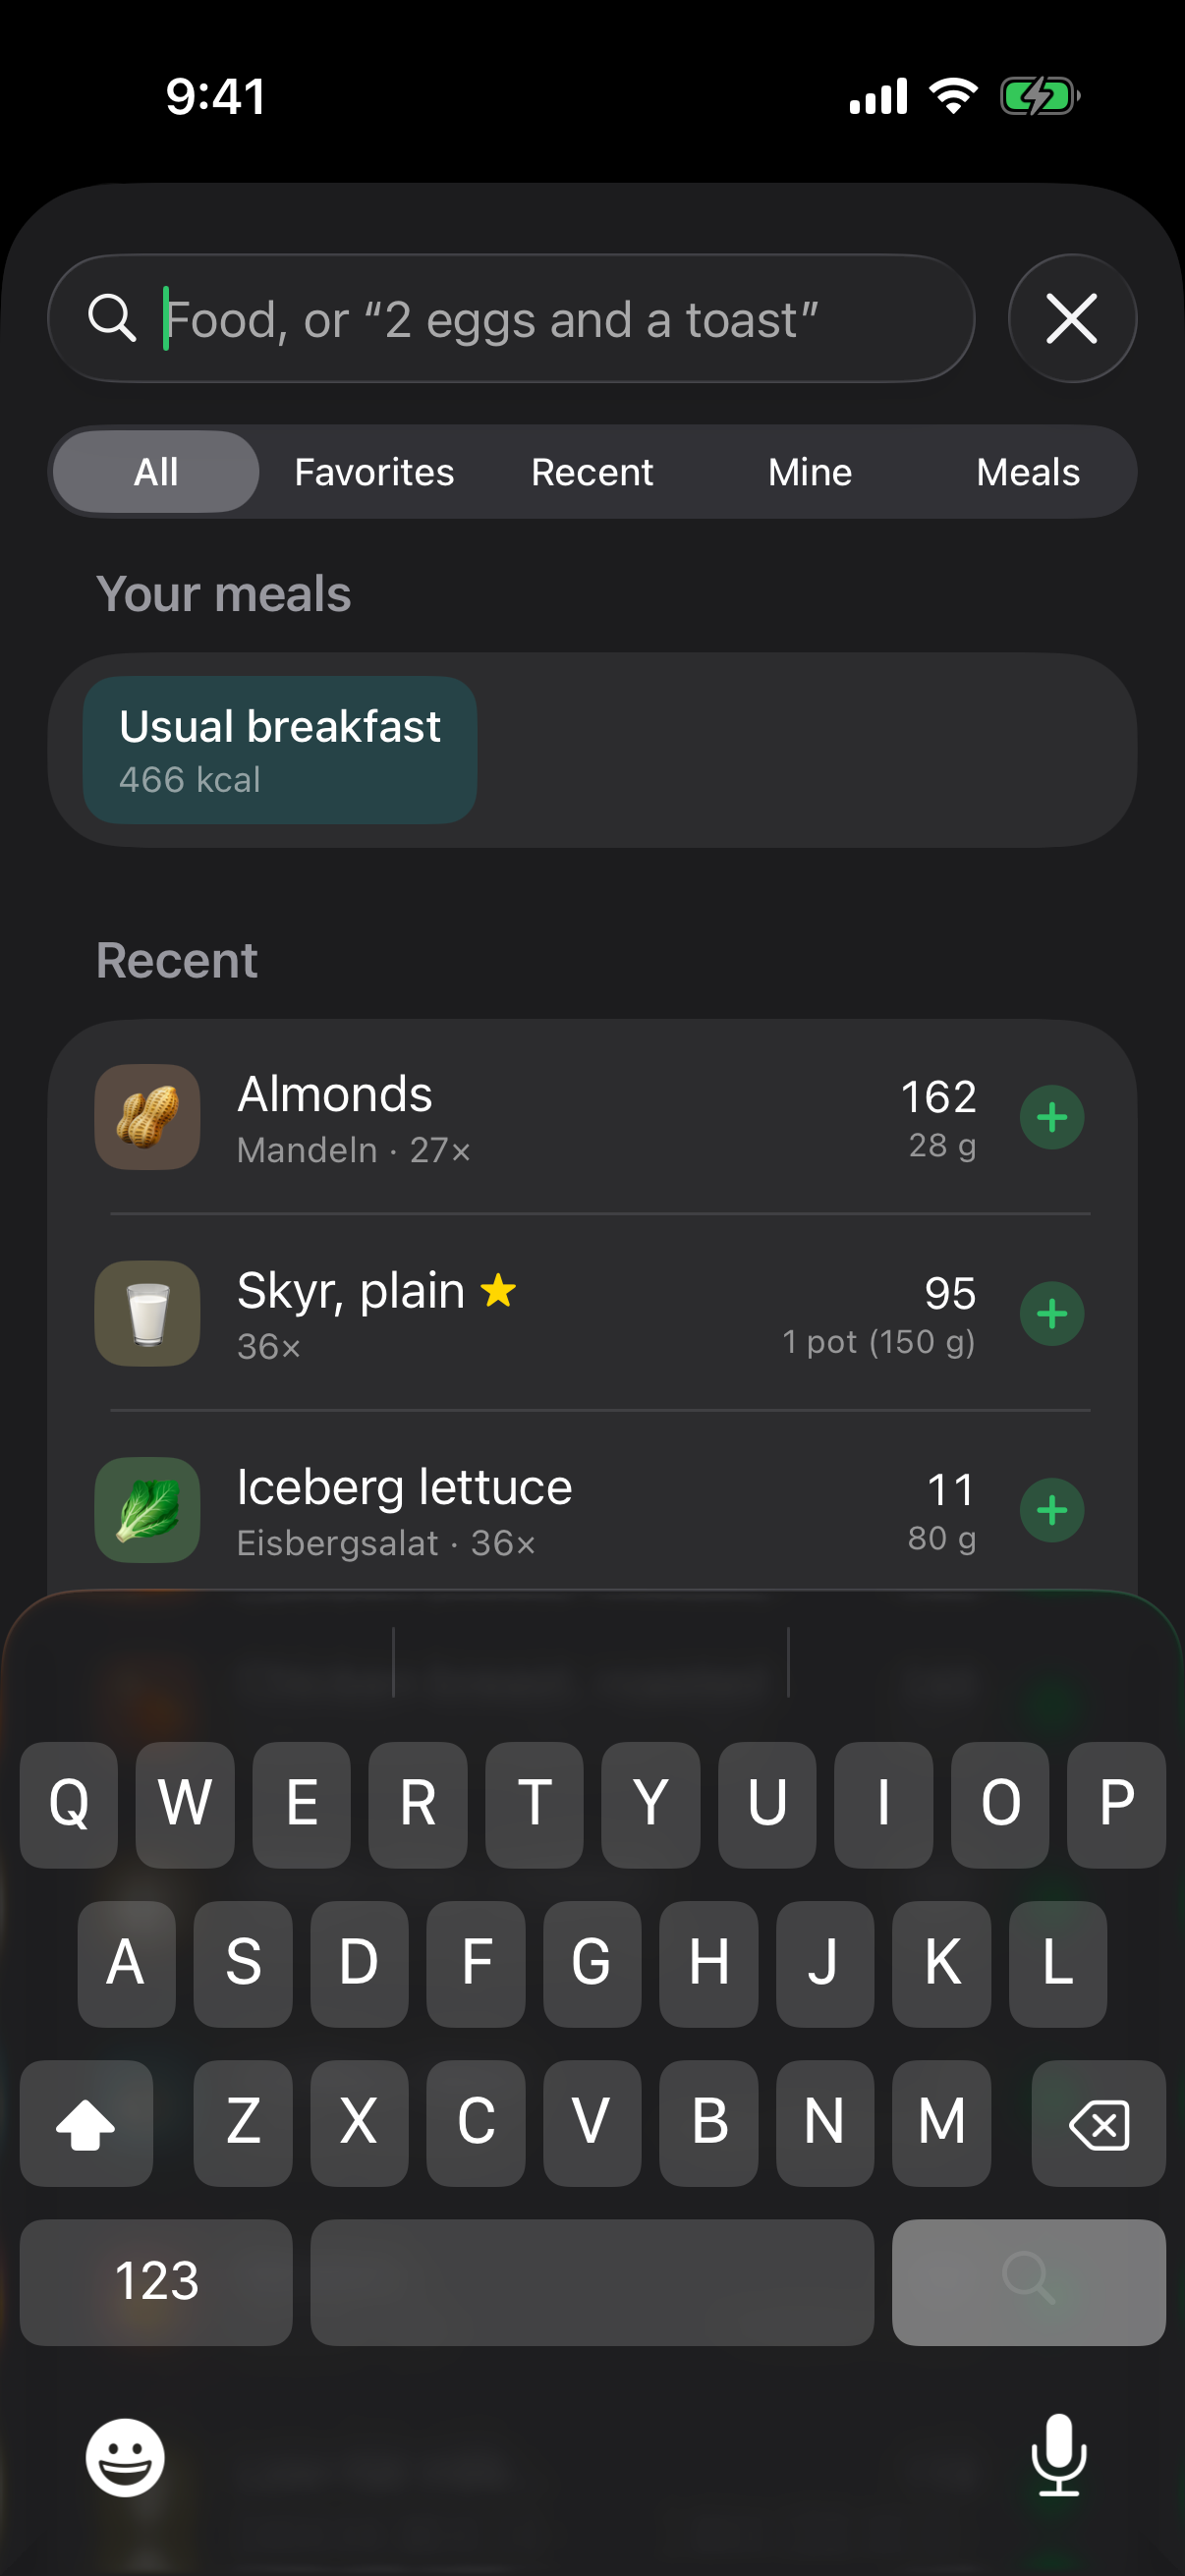 9:41
Food, or “2 eggs and a toast”
All Favorites Recent Mine Meals
Your meals
Usual breakfast
466 kcal
Recent
Almonds 162
Mandeln · 27× 28 g
Skyr, plain 95
36× 1 pot (150 g)
Iceberg lettuce 11
Eisbergsalat · 36× 80 g
Q W E R T Y U I O P
A S D F G H J K L
Z X C V B N M
123